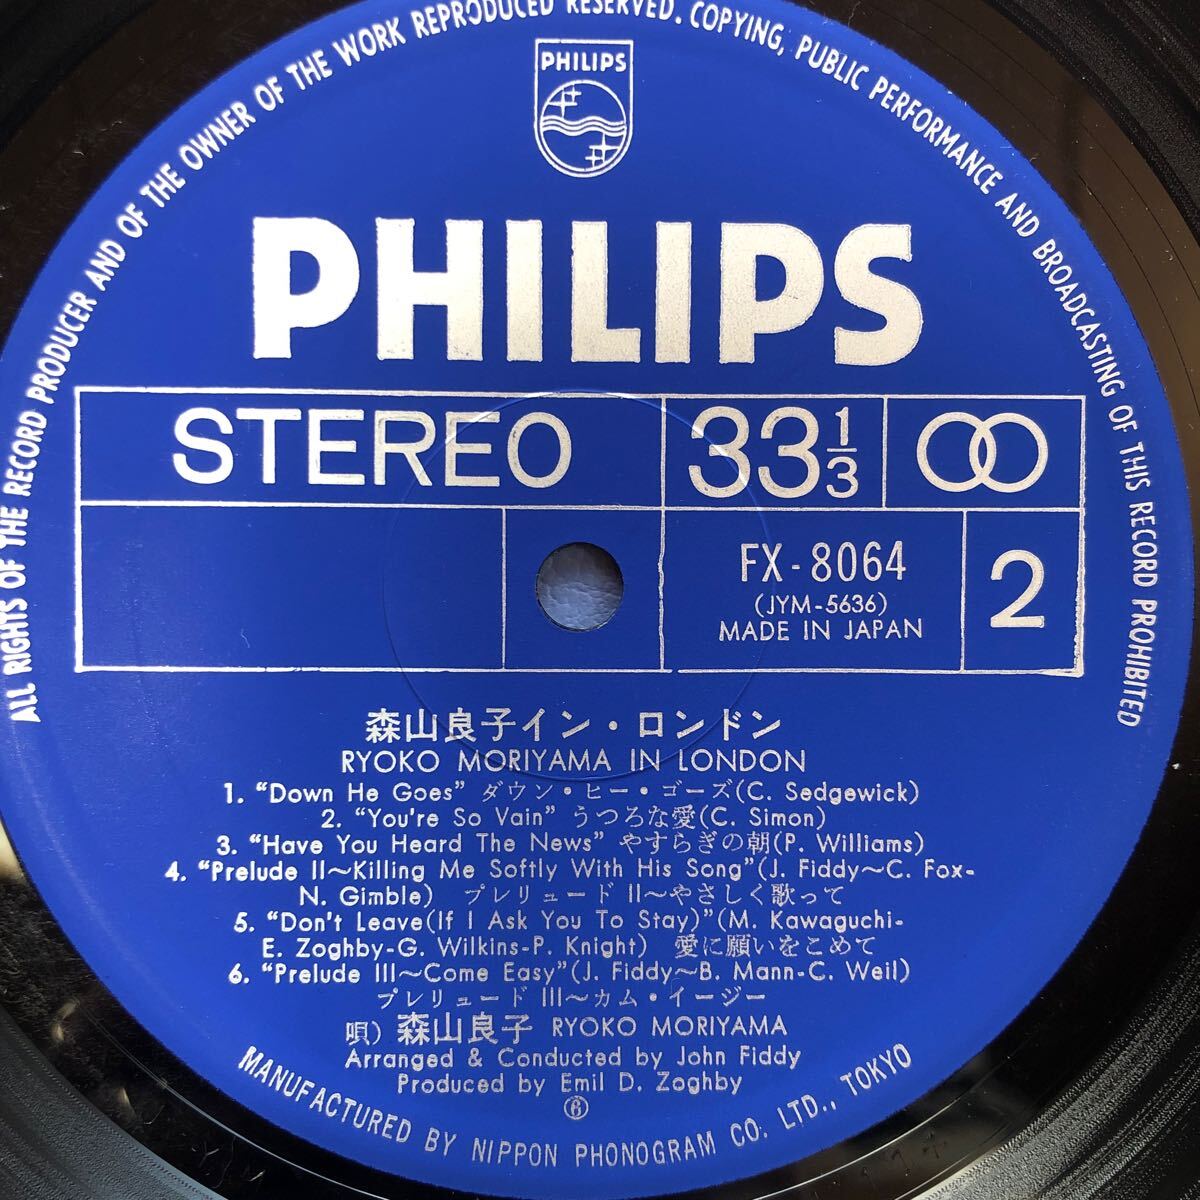 ALL RIGHTS OF THE RECORD PRODUCER AND OF THE OWNER OF THE WORK REPRODUCED RESERVED. COPYING, PUBLIC PERFORMANCE AND BROADCASTING OF THIS RECORD PROHIBITED
PHILIPS
PHILIPS
STEREO 33 1/3
FX-8064
(JYM-5636)
MADE IN JAPAN
2
森山良子イン・ロンドン
RYOKO MORIYAMA IN LONDON
1. “Down He Goes” ダウン・ヒー・ゴーズ(C. Sedgewick)
2. “You're So Vain” うつろな愛(C. Simon)
3. “Have You Heard The News” やすらぎの朝(P. Williams)
4. “Prelude II〜Killing Me Softly With His Song”(J. Fiddy〜C. Fox-
N. Gimble) プレリュード II〜やさしく歌って
5. “Don't Leave(If I Ask You To Stay)”(M. Kawaguchi-
E. Zoghby-G. Wilkins-P. Knight) 愛に願いをこめて
6. “Prelude III〜Come Easy”(J. Fiddy〜B. Mann-C. Weil)
プレリュード III〜カム・イージー
唄) 森山良子 RYOKO MORIYAMA
Arranged & Conducted by John Fiddy
Produced by Emil D. Zoghby
MANUFACTURED BY NIPPON PHONOGRAM CO. LTD., TOKYO